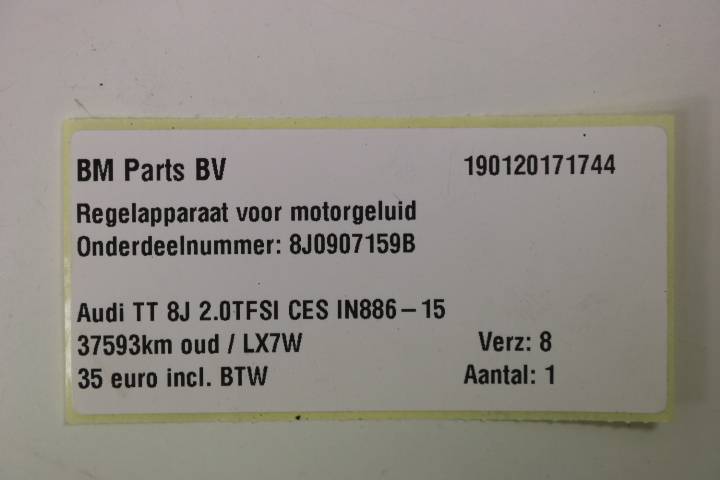 BM Parts BV 190120171744
Regelapparaat voor motorgeluid
Onderdeelnummer: 8J0907159B
Audi TT 8J 2.0TFSI CES IN886-15
37593km oud / LX7W Verz: 8
35 euro incl. BTW Aantal: 1